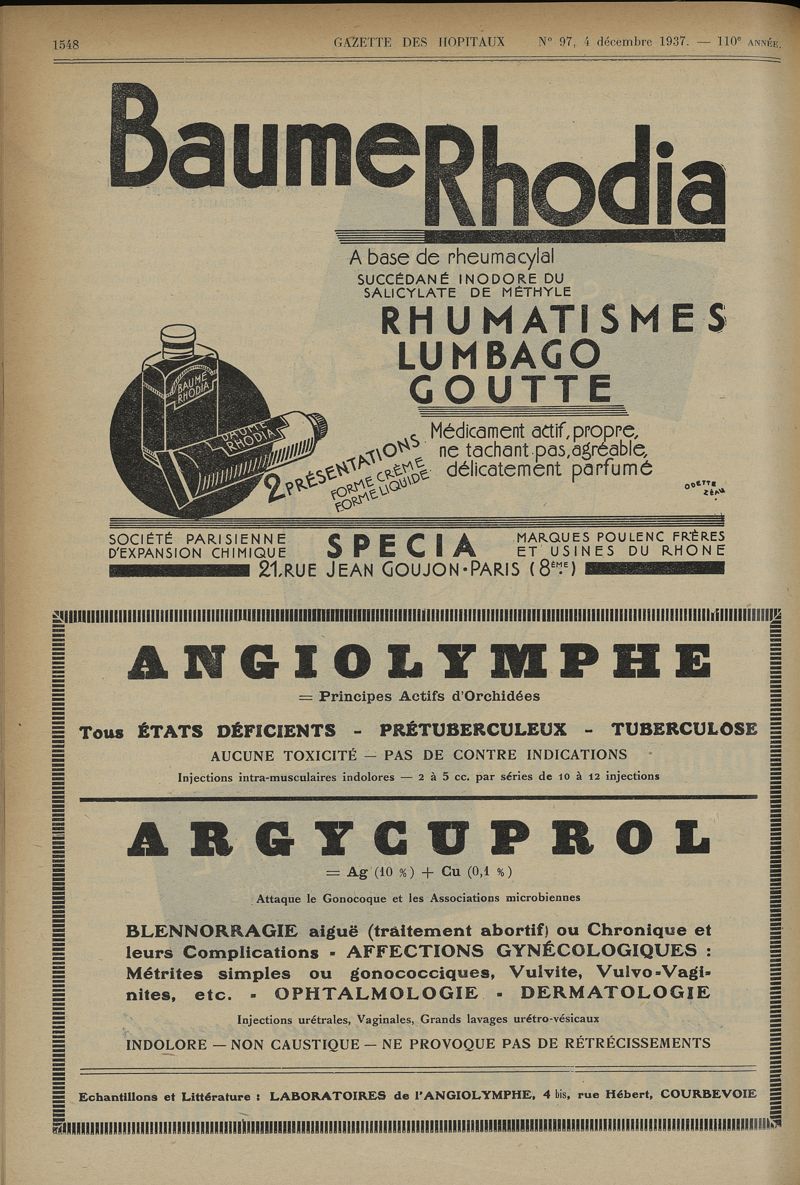 1548
GAZETTE DES HOPITAUX N° 97, 4 décembre 1937. — 110e ANNÉE.
Baume Rhodia
A base de rheumacylal
SUCCÉDANÉ INODORE DU
SALICYLATE DE MÉTHYLE
RHUMATISMES
LUMBAGO
GOUTTE
BAUME
RHODIA
BAUME
RHODIA
2 PRÉSENTATIONS
FORME CRÈME
FORME LIQUIDE
Médicament actif, propre,
ne tachant pas, agréable,
délicatement parfumé
ODETTE
ZÉAU
SOCIÉTÉ PARISIENNE
D'EXPANSION CHIMIQUE
SPECIA
MARQUES POULENC FRÈRES
ET USINES DU RHONE
21, RUE JEAN GOUJON • PARIS (8ÈME)
ANGIOLYMPHE
= Principes Actifs d'Orchidées
Tous ÉTATS DÉFICIENTS - PRÉTUBERCULEUX - TUBERCULOSE
AUCUNE TOXICITÉ — PAS DE CONTRE INDICATIONS
Injections intra-musculaires indolores — 2 à 5 cc. par séries de 10 à 12 injections
ARGYCUPROL
= Ag (10 %) + Cu (0,1 %)
Attaque le Gonocoque et les Associations microbiennes
BLENNORRAGIE aiguë (traitement abortif) ou Chronique et
leurs Complications - AFFECTIONS GYNÉCOLOGIQUES :
Métrites simples ou gonococciques, Vulvite, Vulvo-Vagi-
nites, etc. - OPHTALMOLOGIE - DERMATOLOGIE
Injections urétrales, Vaginales, Grands lavages urétro-vésicaux
INDOLORE — NON CAUSTIQUE — NE PROVOQUE PAS DE RÉTRÉCISSEMENTS
Echantillons et Littérature : LABORATOIRES de l'ANGIOLYMPHE, 4 bis, rue Hébert, COURBEVOIE